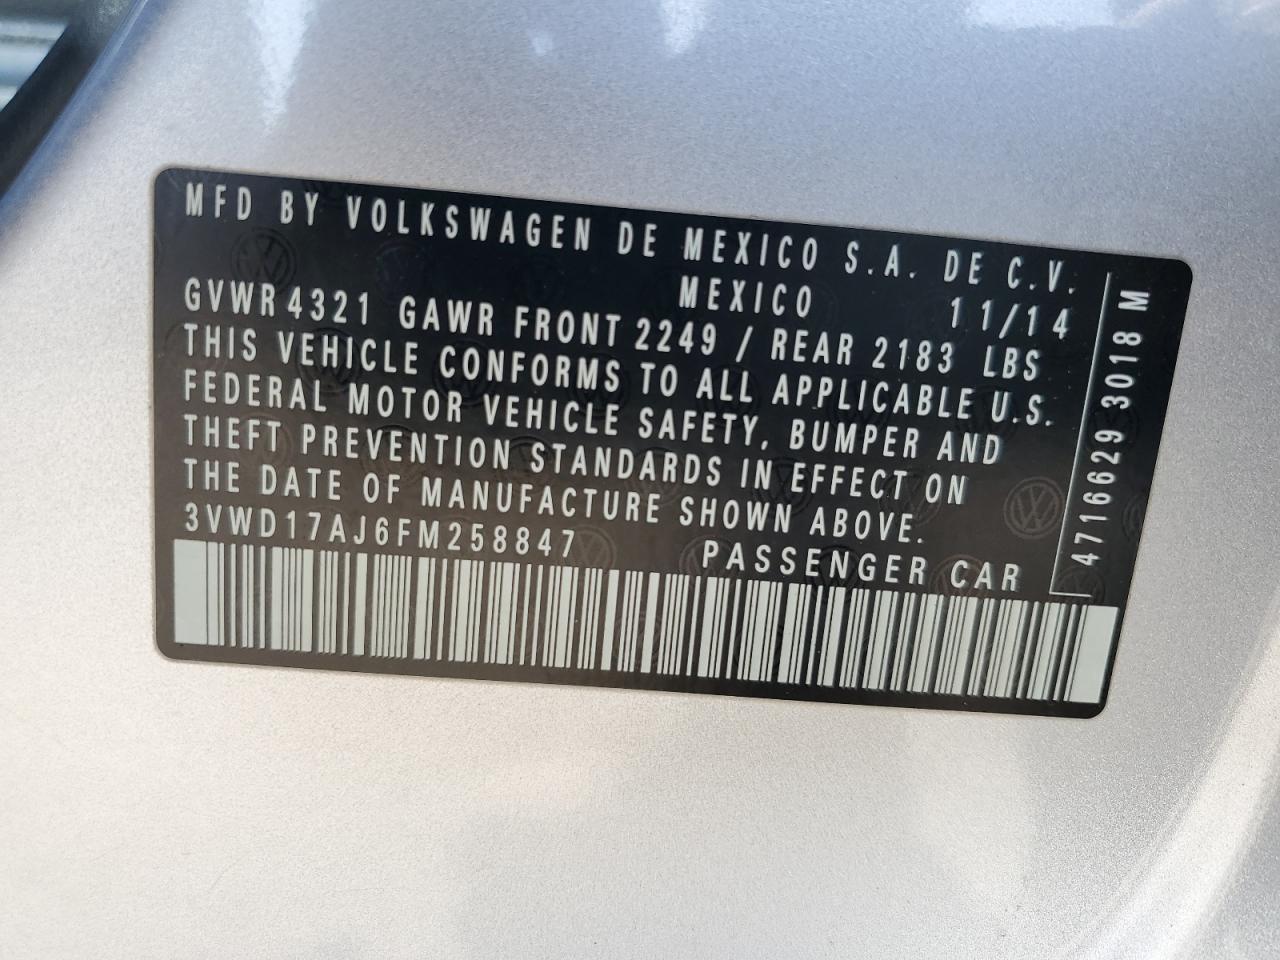 MFD BY VOLKSWAGEN DE MEXICO S.A. DE C.V.
MEXICO 11/14
GVWR 4321 GAWR FRONT 2249 / REAR 2183 LBS
THIS VEHICLE CONFORMS TO ALL APPLICABLE U.S.
FEDERAL MOTOR VEHICLE SAFETY, BUMPER AND
THEFT PREVENTION STANDARDS IN EFFECT ON
THE DATE OF MANUFACTURE SHOWN ABOVE.
3VWD17AJ6FM258847 PASSENGER CAR
4716629 3018 M